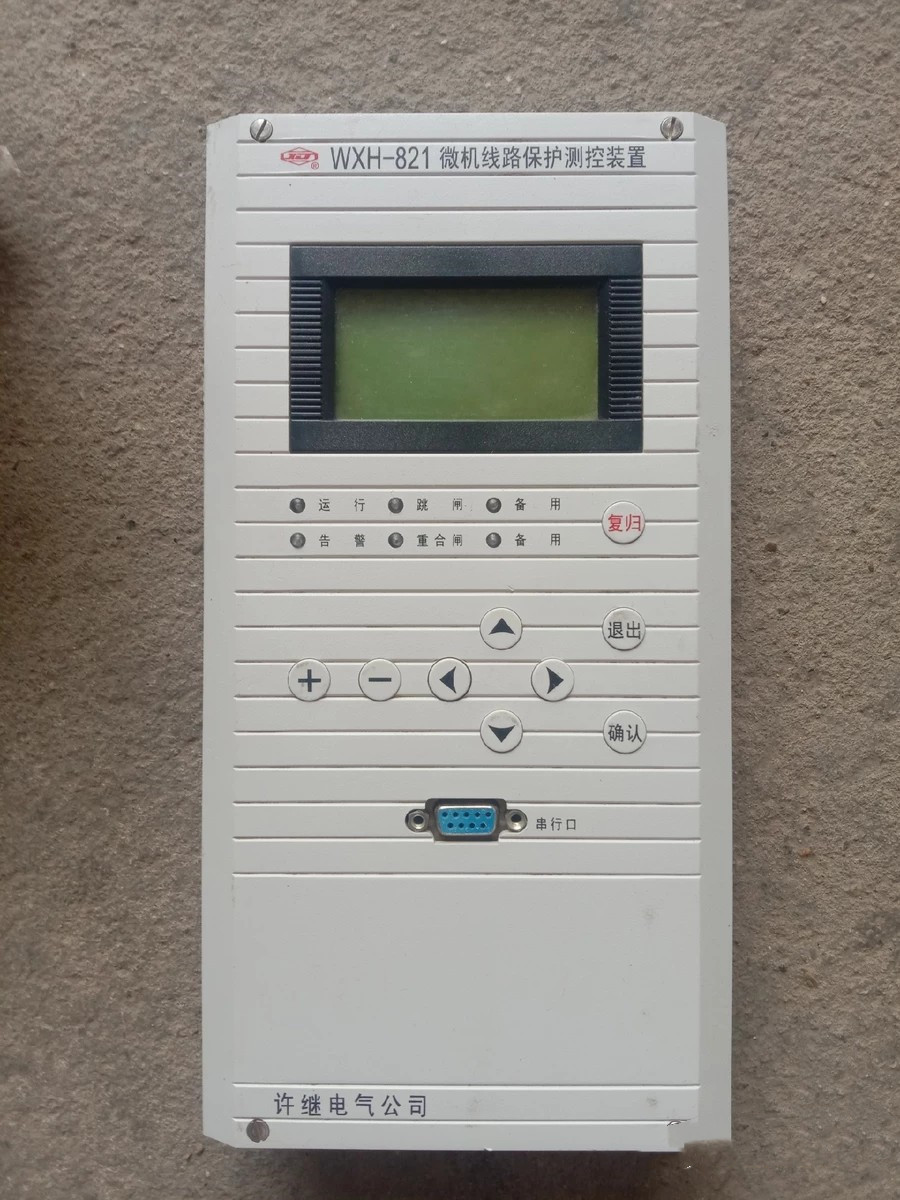 XJ ® WXH-821 微机线路保护测控装置
运行 跳闸 备用
复归
告警 重合闸 备用
退出
+ −
确认
串行口
许继电气公司